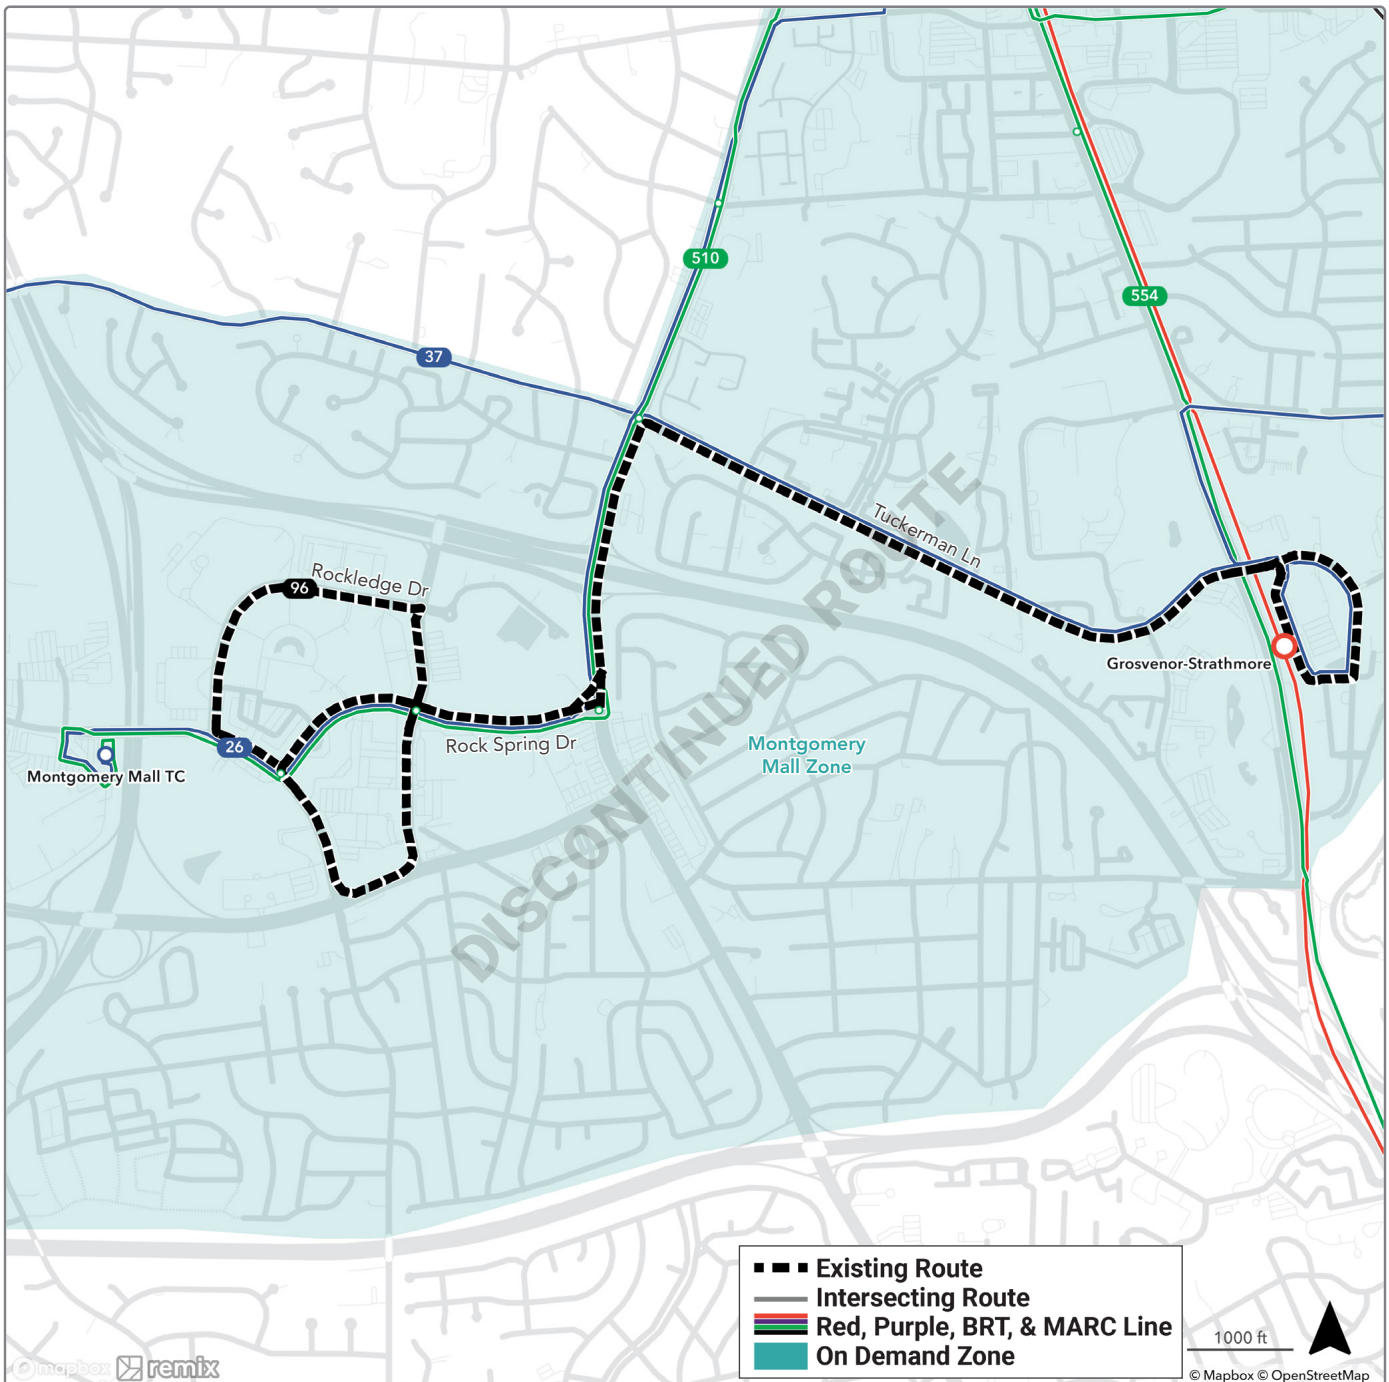 510
554
37
DISCONTINUED ROUTE
Tuckerman Ln
Rockledge Dr
96
Grosvenor-Strathmore
Rock Spring Dr
26
Montgomery
Mall Zone
Montgomery Mall TC
Existing Route
Intersecting Route
Red, Purple, BRT, & MARC Line
On Demand Zone
1000 ft
mapbox remix
© Mapbox © OpenStreetMap